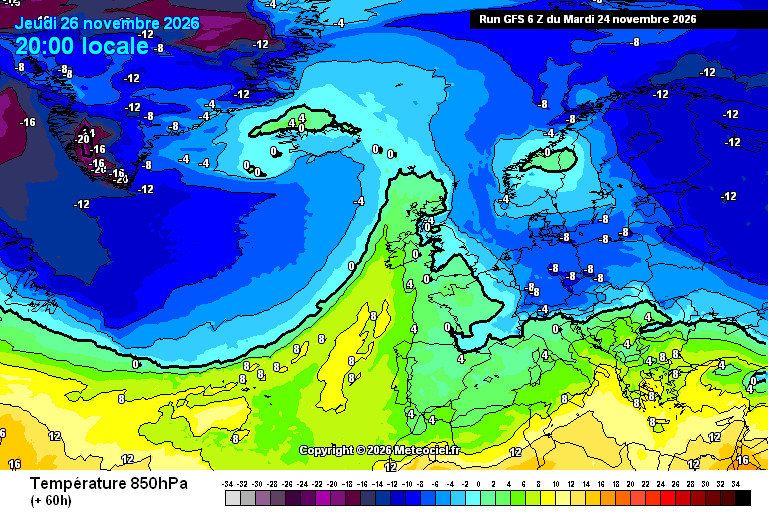 Jeudi 26 novembre 2026
20:00 locale
Run GFS 6 Z du Mardi 24 novembre 2026
Copyright © 2026 Meteociel.fr
Température 850hPa
(+ 60h)
-34 -32 -30 -28 -26 -24 -22 -20 -18 -16 -14 -12 -10 -8 -6 -4 -2 0 2 4 6 8 10 12 14 16 18 20 22 24 26 28 30 32 34